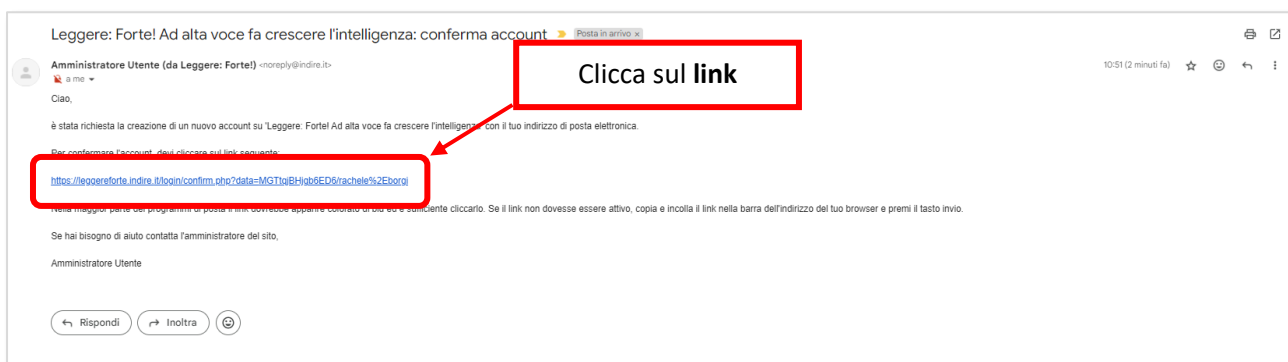 Leggere: Forte! Ad alta voce fa crescere l'intelligenza: conferma account Posta in arrivo x
Clicca sul link
Amministratore Utente (da Leggere: Forte!) <noreply@indire.it>
10:51 (2 minuti fa)
a me
Ciao,
è stata richiesta la creazione di un nuovo account su 'Leggere: Forte! Ad alta voce fa crescere l'intelligenza' con il tuo indirizzo di posta elettronica.
Per confermare l'account, devi cliccare sul link seguente:
https://leggereforte.indire.it/login/confirm.php?data=MGTtqjBHjgb6ED6/rachele%2Eborgi
Nella maggior parte dei programmi di posta il link dovrebbe apparire colorato di blu ed è sufficiente cliccarlo. Se il link non dovesse essere attivo, copia e incolla il link nella barra dell'indirizzo del tuo browser e premi il tasto invio.
Se hai bisogno di aiuto contatta l'amministratore del sito,
Amministratore Utente
Rispondi
Inoltra